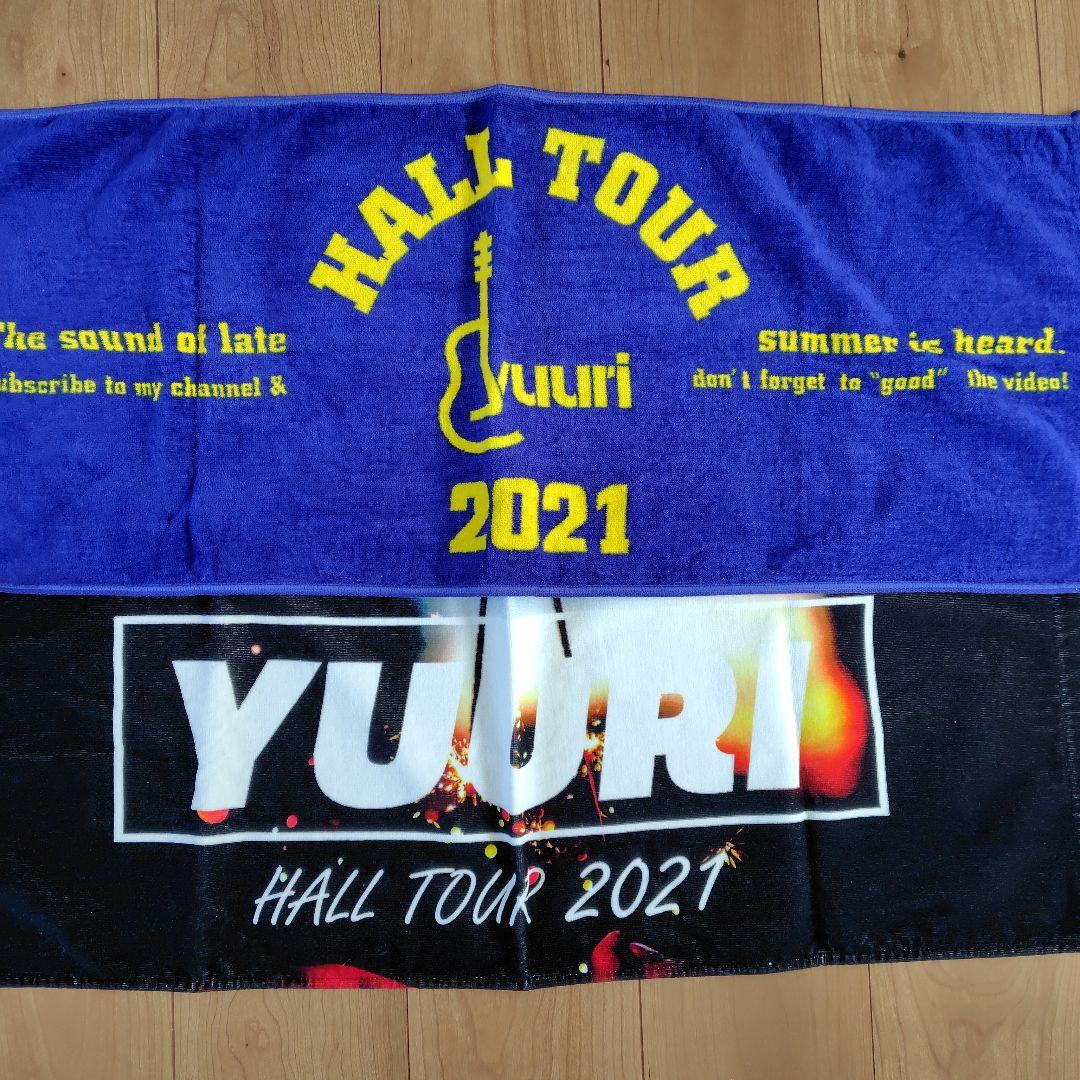 HALL TOUR
The sound of late
summer is heard.
ubscribe to my channel &
don't forget to "good" the video!
yuuri
2021
YUURI
HALL TOUR 2021